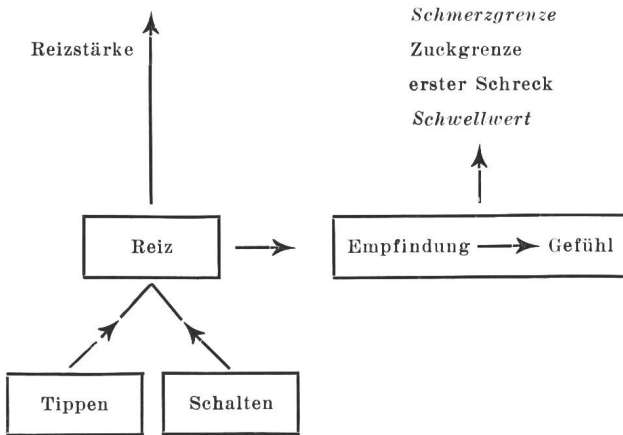 Schmerzgrenze
Reizstärke
Zuckgrenze
erster Schreck
Schwellwert
Reiz
Empfindung
Gefühl
Tippen
Schalten